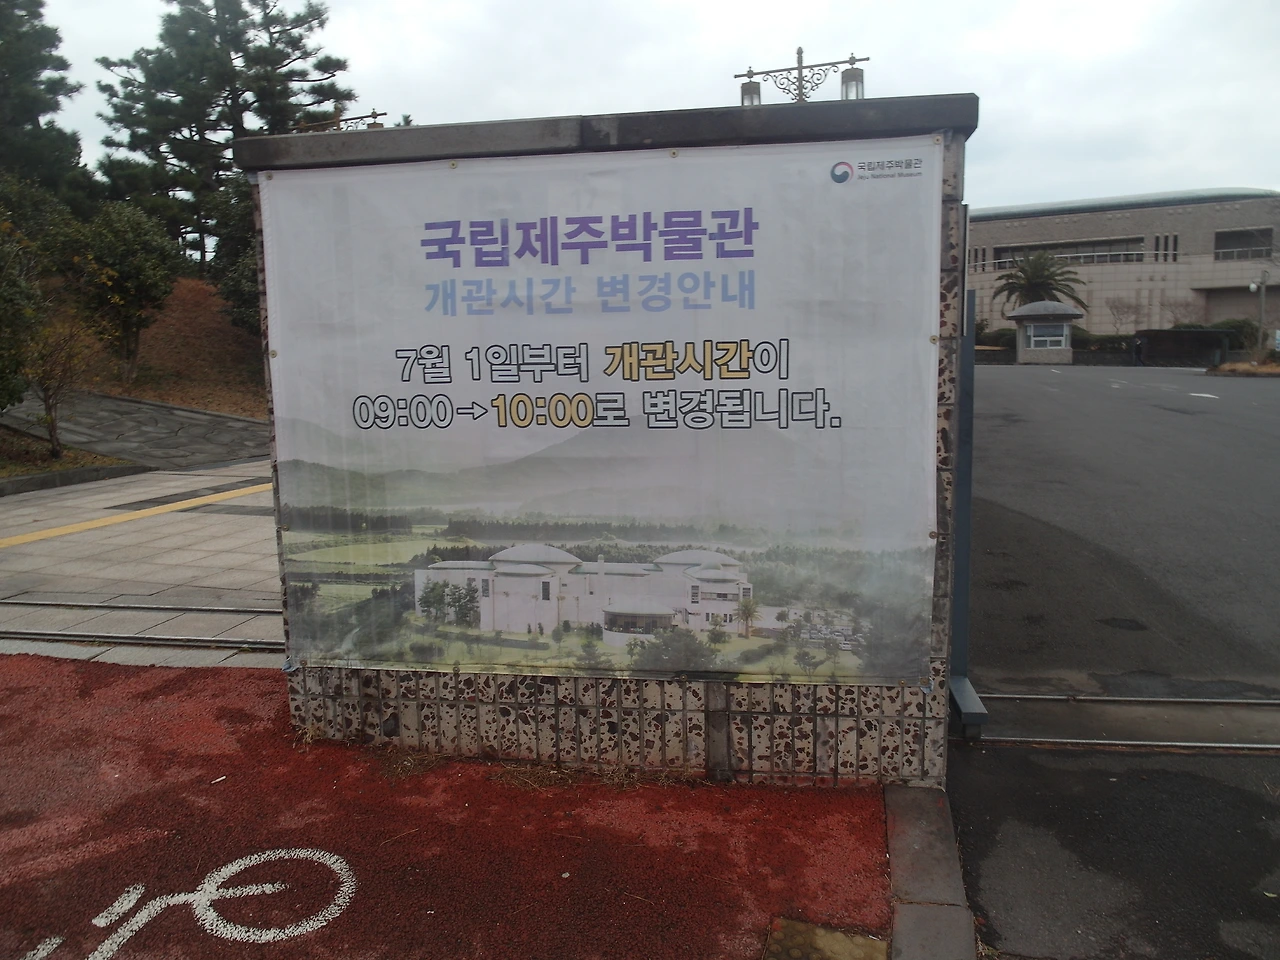 국립제주박물관
Jeju National Museum
국립제주박물관
개관시간 변경안내
7월 1일부터 개관시간이
09:00→10:00로 변경됩니다.